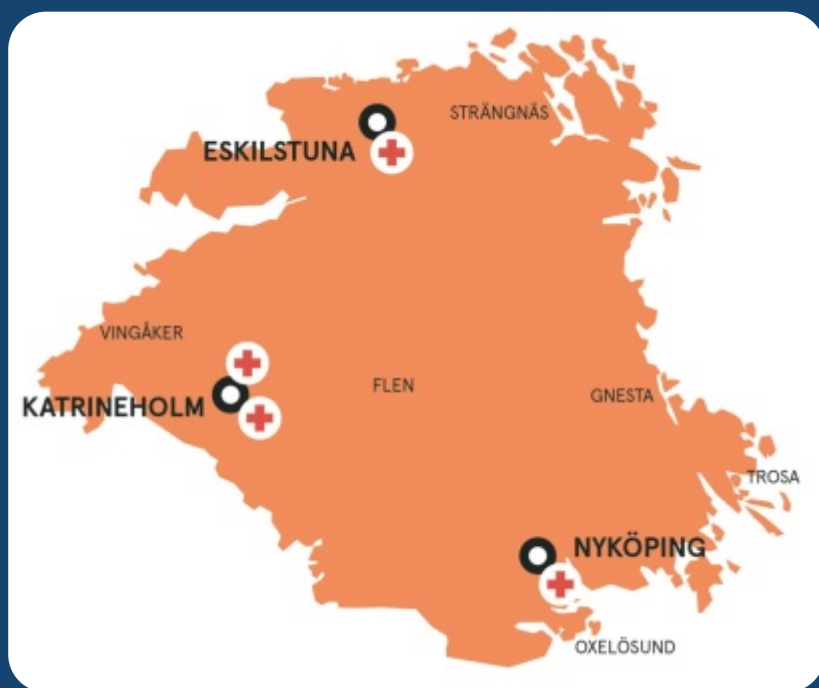 STRÄNGNÄS
ESKILSTUNA
VINGÅKER
FLEN
GNESTA
KATRINEHOLM
TROSA
NYKÖPING
OXELÖSUND